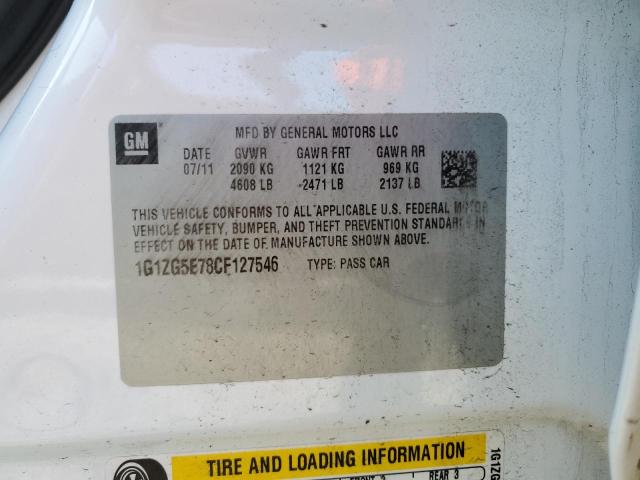 GM
MFD BY GENERAL MOTORS LLC
DATE GVWR GAWR FRT GAWR RR
07/11 2090 KG 1121 KG 969 KG
4608 LB 2471 LB 2137 LB
THIS VEHICLE CONFORMS TO ALL APPLICABLE U.S. FEDERAL MOTOR
VEHICLE SAFETY, BUMPER, AND THEFT PREVENTION STANDARDS IN
EFFECT ON THE DATE OF MANUFACTURE SHOWN ABOVE.
1G1ZG5E78CF127546 TYPE: PASS CAR
TIRE AND LOADING INFORMATION
REAR 3
1G1ZG